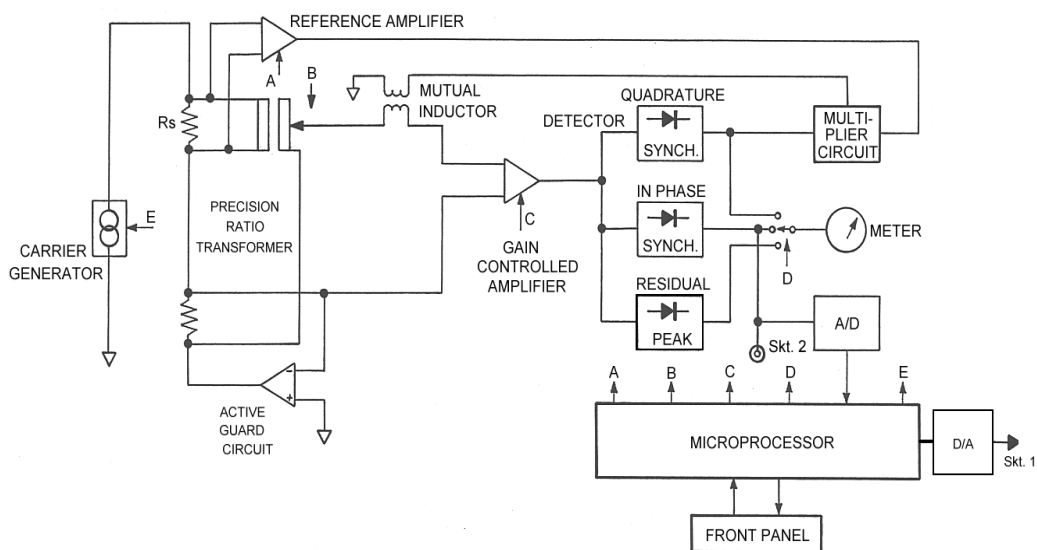 REFERENCE AMPLIFIER
A
B
MUTUAL
INDUCTOR
Rs
QUADRATURE
DETECTOR
SYNCH.
MULTI-
PLIER
CIRCUIT
PRECISION
RATIO
TRANSFORMER
E
CARRIER
GENERATOR
C
GAIN
CONTROLLED
AMPLIFIER
IN PHASE
SYNCH.
METER
D
RESIDUAL
PEAK
A/D
Skt. 2
−
+
ACTIVE
GUARD
CIRCUIT
A B C D E
MICROPROCESSOR
D/A
Skt. 1
FRONT PANEL